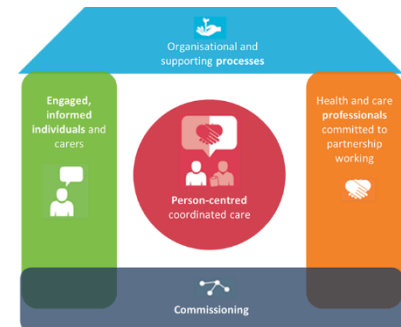 Organisational and
supporting processes
Engaged,
informed
individuals and
carers
Person-centred
coordinated care
Health and care
professionals
committed to
partnership
working
Commissioning